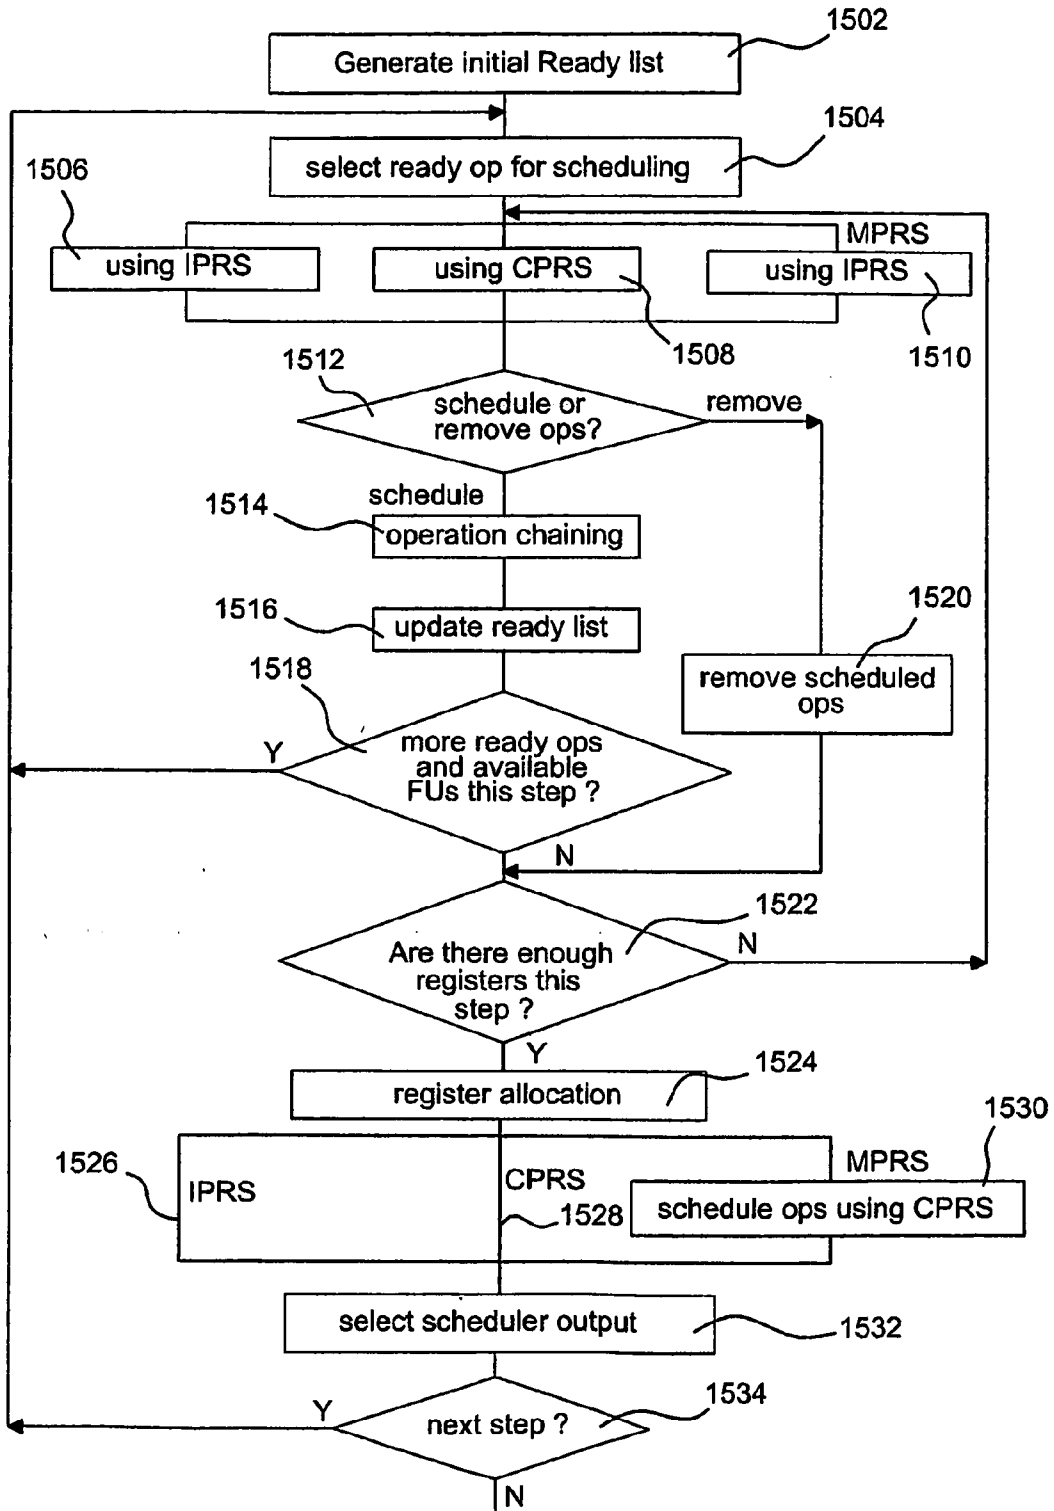 1502
Generate initial Ready list
1504
select ready op for scheduling
1506
MPRS
using IPRS
using CPRS
using IPRS
1508
1510
1512
schedule or
remove ops?
remove
schedule
1514
operation chaining
1516
update ready list
1520
remove scheduled
ops
1518
Y
more ready ops
and available
FUs this step ?
N
1522
Are there enough
registers this
step ?
N
Y
1524
register allocation
1530
1526
IPRS
CPRS
MPRS
1528
schedule ops using CPRS
select scheduler output
1532
1534
Y
next step ?
N